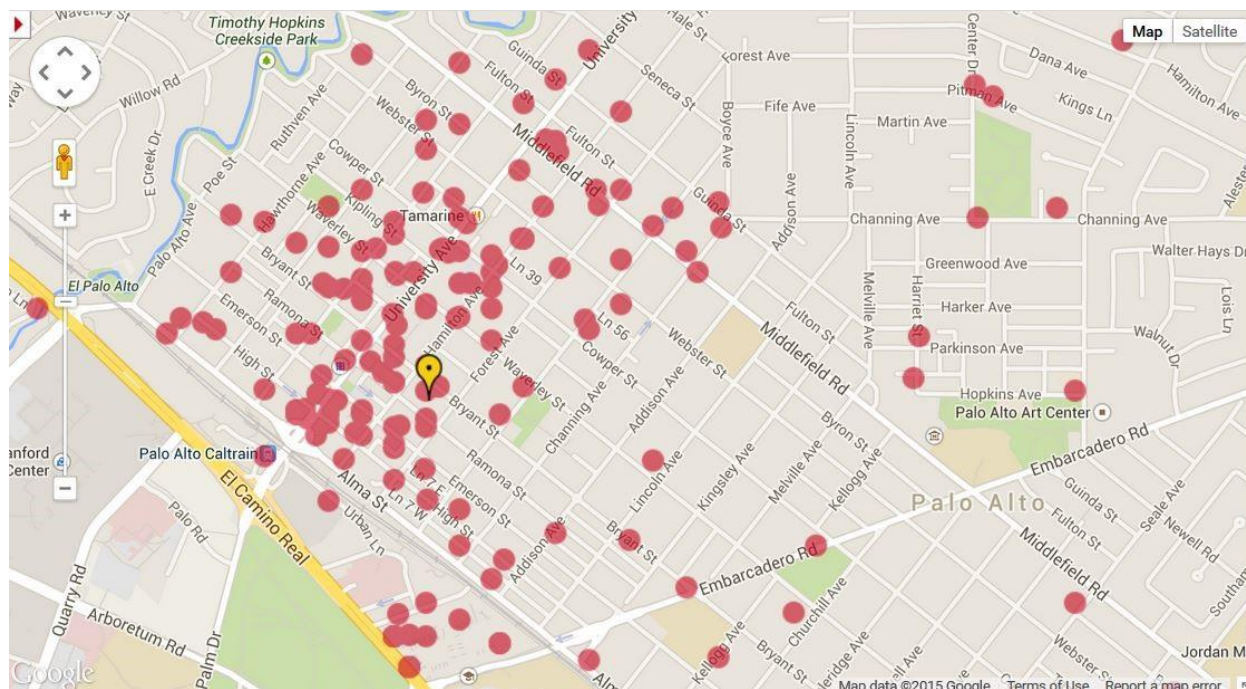 Waverley St
Timothy Hopkins
Creekside Park
Hale St
University
Guinda St
Map
Satellite
Center Dr
Forest Ave
Dana Ave
Hamilton Ave
Way
Willow Rd
Fulton St
Seneca St
Pitman Ave
Kings Ln
Byron St
Webster St
Ruthven Ave
Boyce Ave
Fife Ave
Lincoln Ave
Martin Ave
E Creek Dr
Poe St
Cowper St
Middlefield Rd
Fulton St
Hawthorne Ave
Addison Ave
Guinda St
Palo Alto Ave
Waverley St
Kipling St
Tamarine
Channing Ave
Channing Ave
Bryant St
University Ave
Ln 39
Walter Hays Dr
Greenwood Ave
El Palo Alto
Ramona St
Emerson St
Hamilton Ave
Melville Ave
Harriet St
Harker Ave
Lois Ln
Ln
High St
Forest Ave
Ln 56
Webster St
Middlefield Rd
Fulton St
Parkinson Ave
Walnut Dr
Cowper St
Waverley St
Hopkins Ave
Palo Alto Art Center
Bryant St
Channing Ave
Addison Ave
Byron St
Embarcadero Rd
anford
Center
Palo Alto Caltrain
El Camino Real
Alma St
Ramona St
Ln 7 E
Ln 7 W
Emerson St
High St
Lincoln Ave
Kingsley Ave
Melville Ave
Kellogg Ave
Palo Alto
Guinda St
Seale Ave
Palo Rd
Urban Ln
Addison Ave
Bryant St
Fulton St
Newell Rd
Embarcadero Rd
Middlefield Rd
Quarry Rd
Churchill Ave
Southam
Arboretum Rd
Palm Dr
Kellogg Ave
Bryant St
Webster St
Jordan M
Google
Map data ©2015 Google
Terms of Use
Report a map error